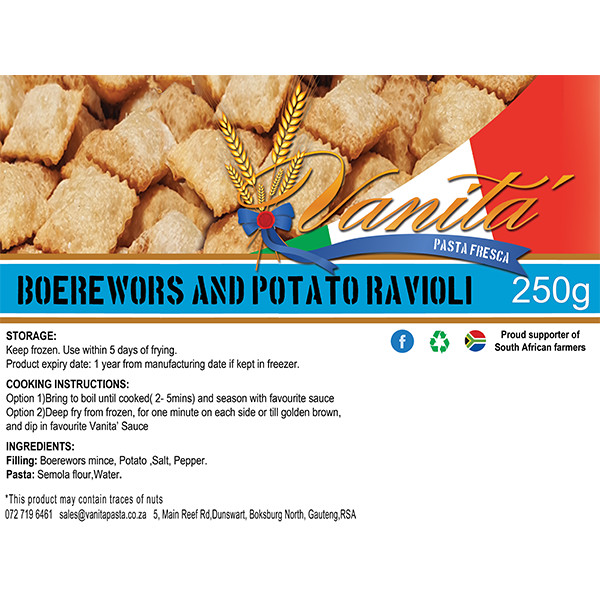 Vanitá
PASTA FRESCA
BOEREWORS AND POTATO RAVIOLI 250g
STORAGE:
Keep frozen. Use within 5 days of frying.
Product expiry date: 1 year from manufacturing date if kept in freezer.
f
Proud supporter of
South African farmers
COOKING INSTRUCTIONS:
Option 1)Bring to boil until cooked( 2- 5mins) and season with favourite sauce
Option 2)Deep fry from frozen, for one minute on each side or till golden brown,
and dip in favourite Vanita’ Sauce
INGREDIENTS:
Filling: Boerewors mince, Potato ,Salt, Pepper.
Pasta: Semola flour,Water.
*This product may contain traces of nuts
072 719 6461 sales@vanitapasta.co.za 5, Main Reef Rd,Dunswart, Boksburg North, Gauteng,RSA